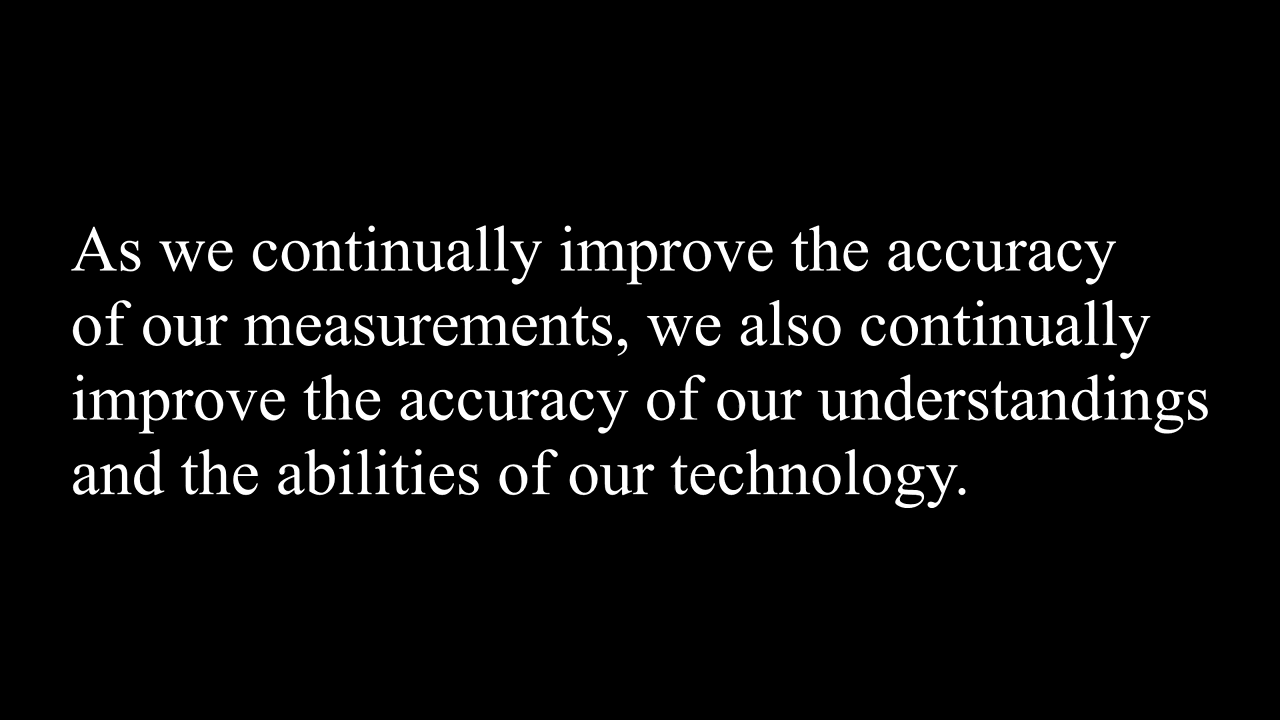 As we continually improve the accuracy
of our measurements, we also continually
improve the accuracy of our understandings
and the abilities of our technology.